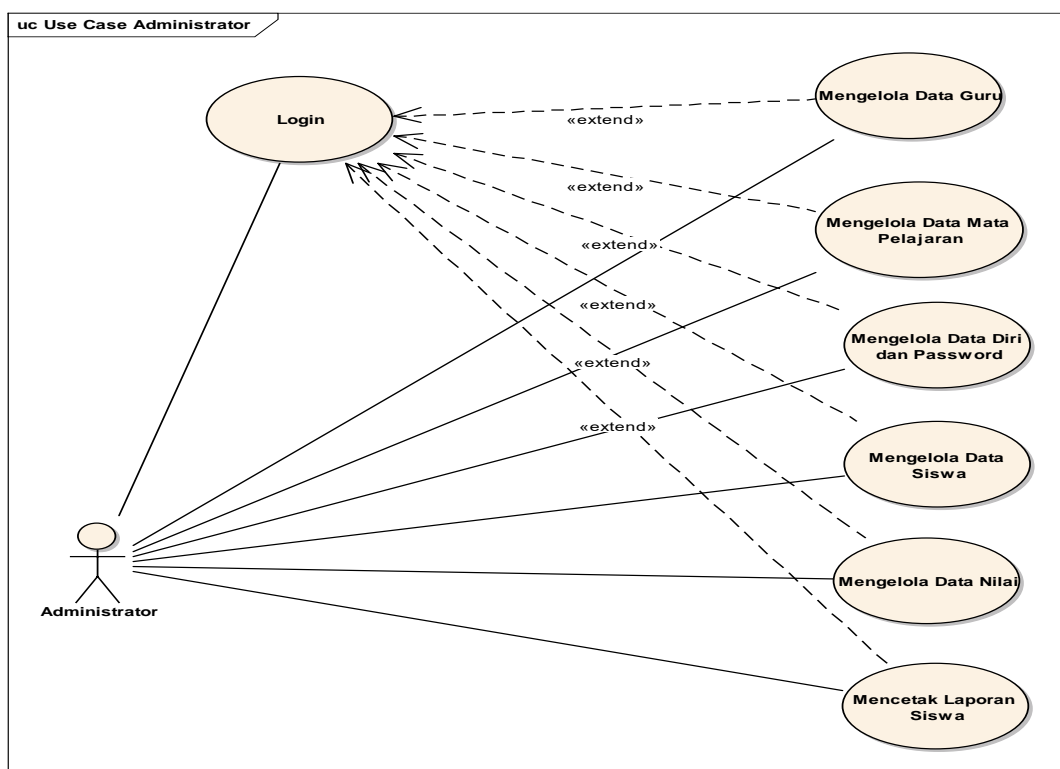 uc Use Case Administrator
Login
Mengelola Data Guru
«extend»
«extend»
Mengelola Data Mata
Pelajaran
«extend»
«extend»
Mengelola Data Diri
dan Password
«extend»
«extend»
Mengelola Data
Siswa
Mengelola Data Nilai
Administrator
Mencetak Laporan
Siswa